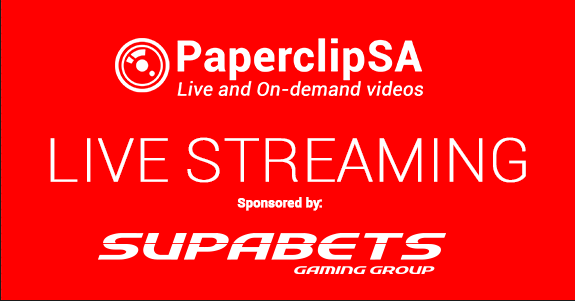 PaperclipSA
Live and On-demand videos
LIVE STREAMING
Sponsored by:
SUPABETS
GAMING GROUP